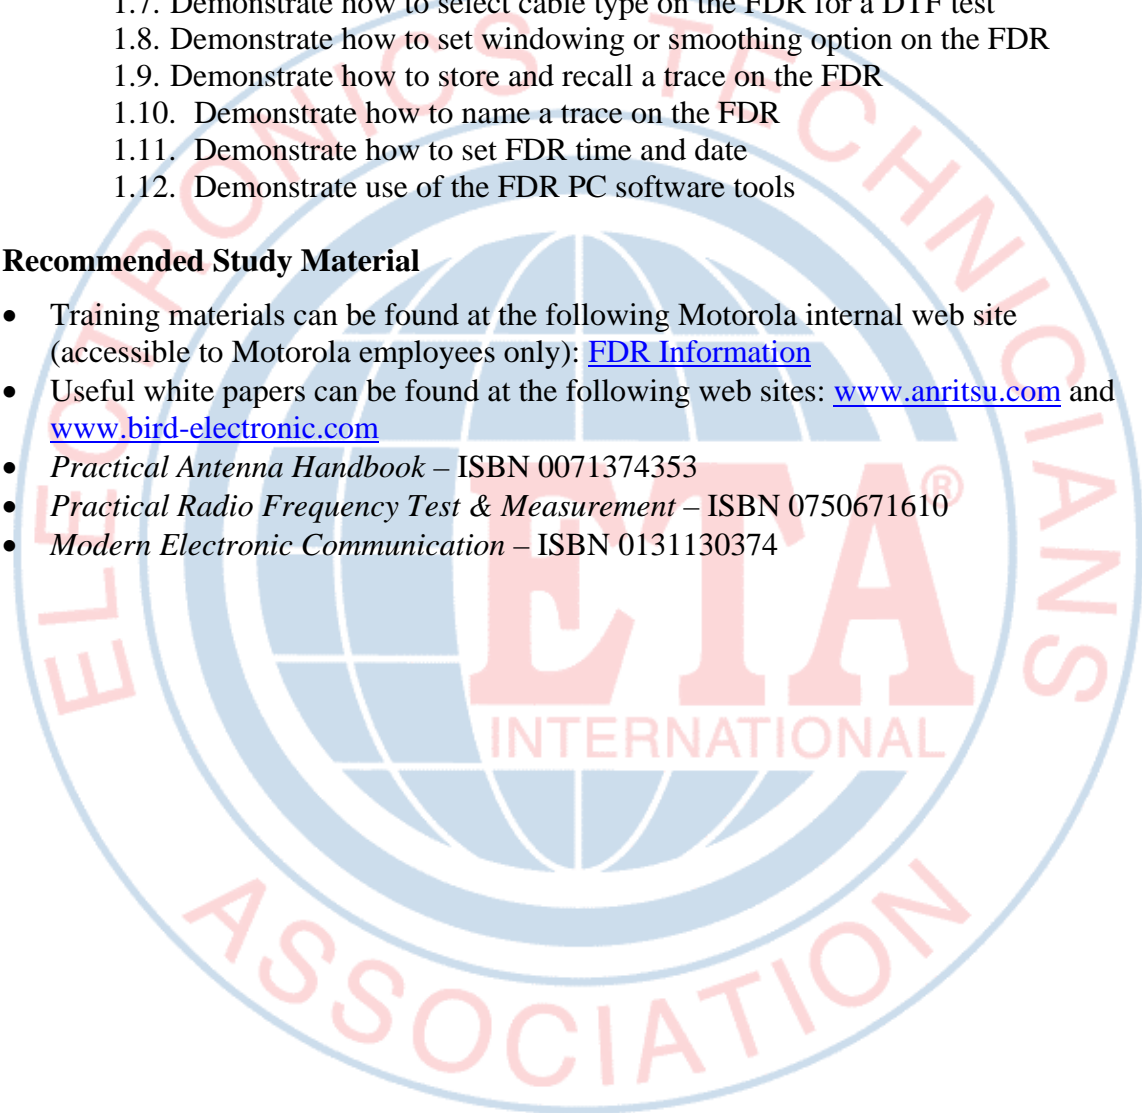 1.7. Demonstrate how to select cable type on the FDR for a DTF test
1.8. Demonstrate how to set windowing or smoothing option on the FDR
1.9. Demonstrate how to store and recall a trace on the FDR
1.10. Demonstrate how to name a trace on the FDR
1.11. Demonstrate how to set FDR time and date
1.12. Demonstrate use of the FDR PC software tools
Recommended Study Material
• Training materials can be found at the following Motorola internal web site
(accessible to Motorola employees only): FDR Information
• Useful white papers can be found at the following web sites: www.anritsu.com and
www.bird-electronic.com
• Practical Antenna Handbook – ISBN 0071374353
• Practical Radio Frequency Test & Measurement – ISBN 0750671610
• Modern Electronic Communication – ISBN 0131130374
ELECTRONICS TECHNICIANS
ETA®
INTERNATIONAL
ASSOCIATION